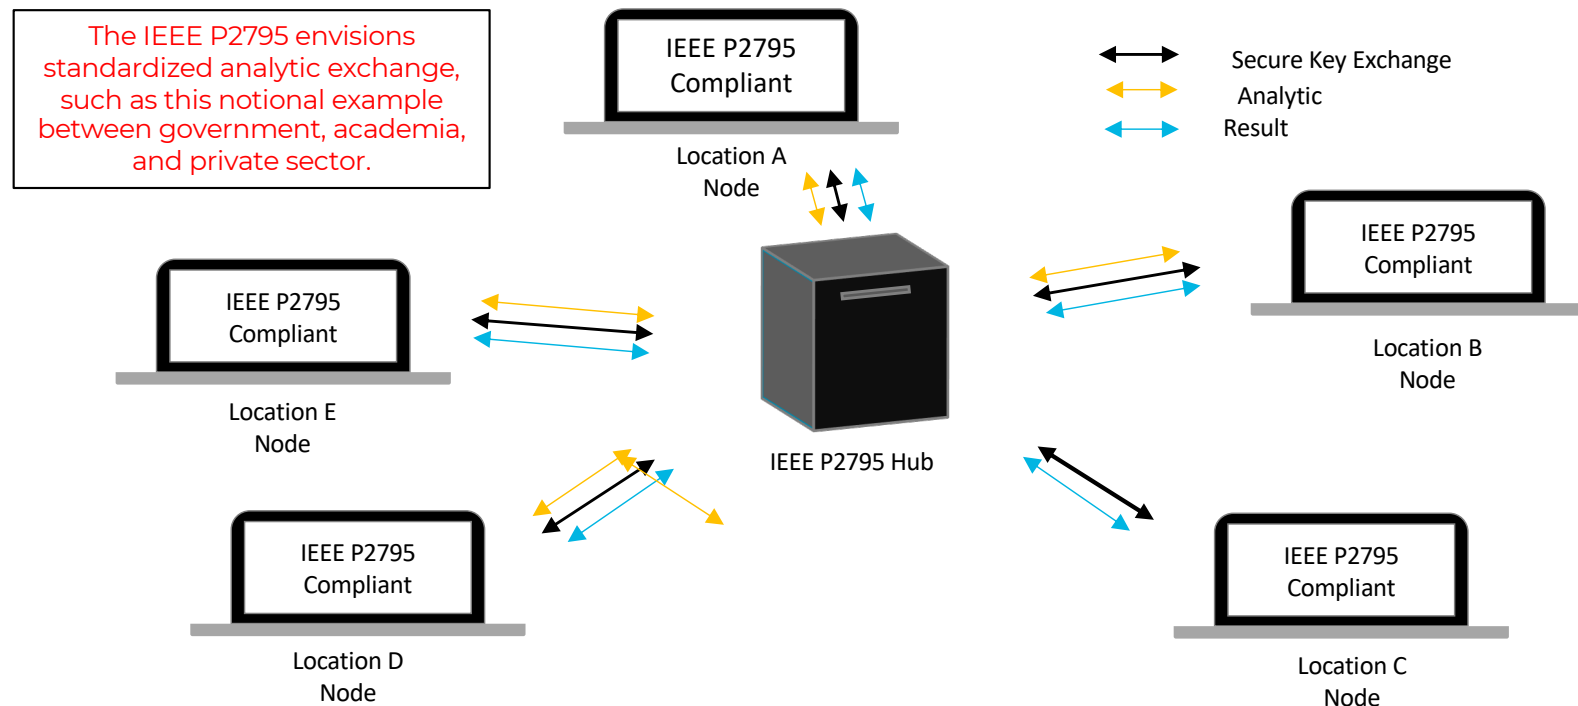 The IEEE P2795 envisions
standardized analytic exchange,
such as this notional example
between government, academia,
and private sector.
IEEE P2795
Compliant
Location A
Node
Secure Key Exchange
Analytic
Result
IEEE P2795
Compliant
Location B
Node
IEEE P2795
Compliant
Location E
Node
IEEE P2795 Hub
IEEE P2795
Compliant
Location D
Node
IEEE P2795
Compliant
Location C
Node